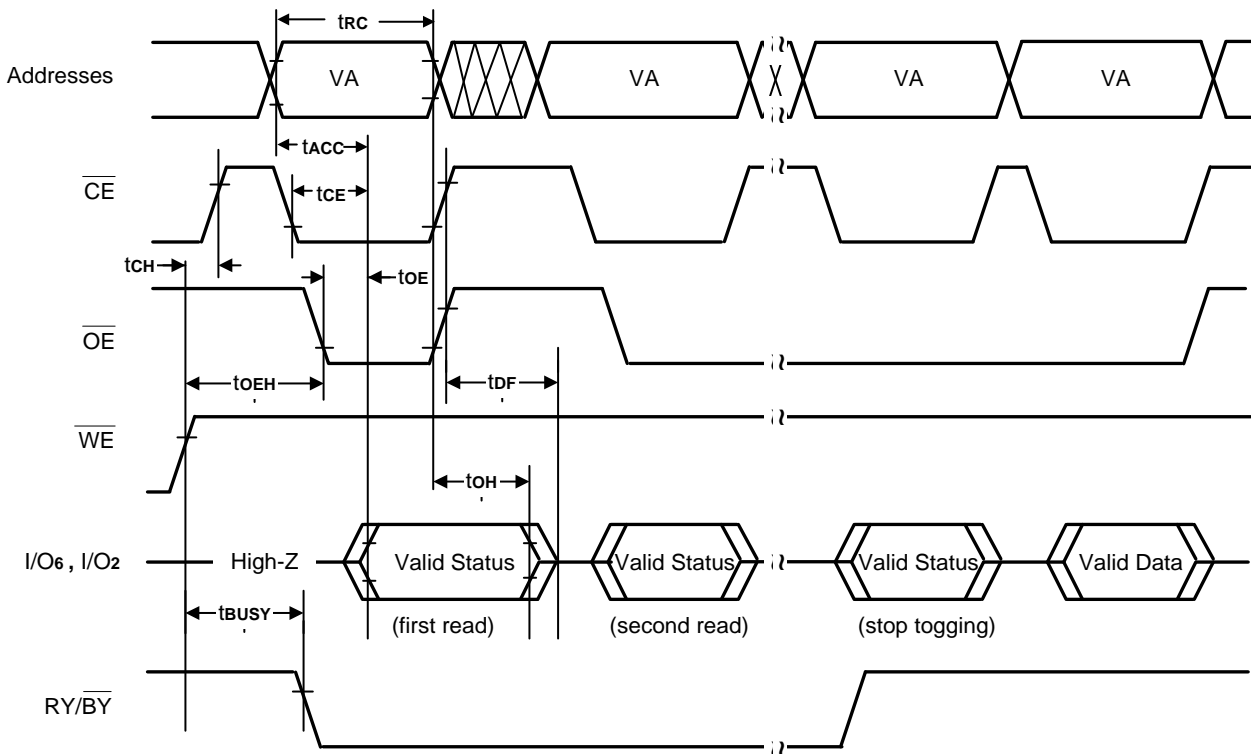 tRC
Addresses VA VA X VA VA
tACC
CE tCE
tCH tOE
OE
tOEH tDF
WE
tOH
I/O6 , I/O2 High-Z Valid Status Valid Status Valid Status Valid Data
tBUSY
(first read) (second read) (stop togging)
RY/BY